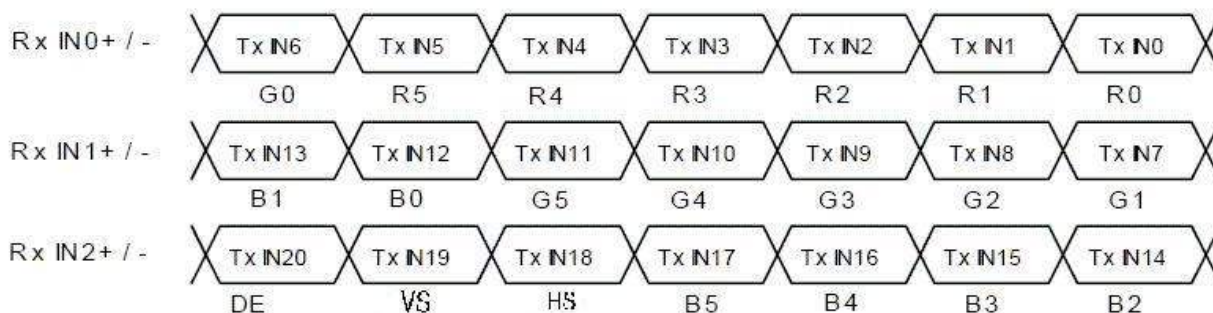 Rx IN0+ / - Tx IN6 Tx IN5 Tx IN4 Tx IN3 Tx IN2 Tx IN1 Tx IN0
G0 R5 R4 R3 R2 R1 R0
Rx IN1+ / - Tx IN13 Tx IN12 Tx IN11 Tx IN10 Tx IN9 Tx IN8 Tx IN7
B1 B0 G5 G4 G3 G2 G1
Rx IN2+ / - Tx IN20 Tx IN19 Tx IN18 Tx IN17 Tx IN16 Tx IN15 Tx IN14
DE VS HS B5 B4 B3 B2